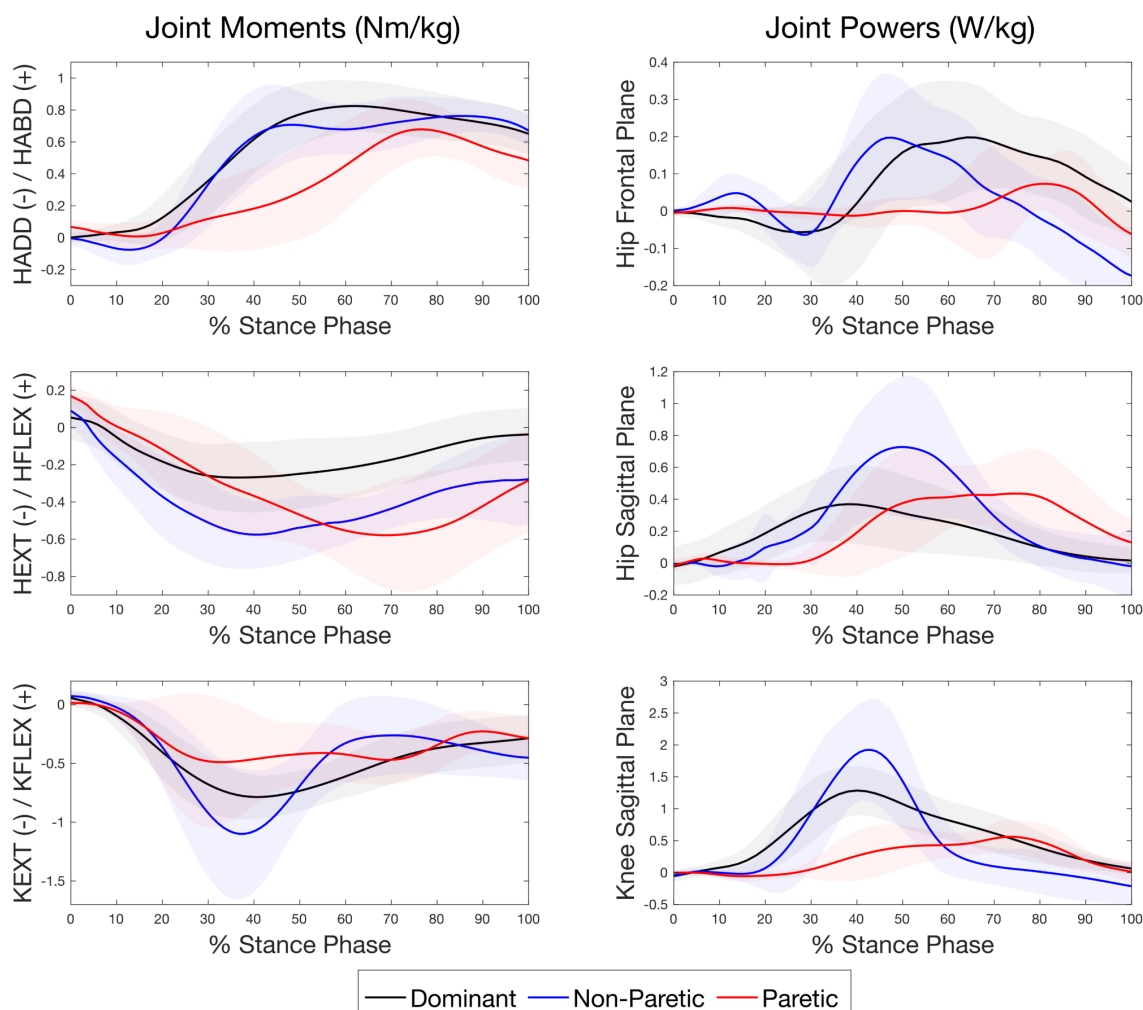 Joint Moments (Nm/kg)
Joint Powers (W/kg)
HADD (-) / HABD (+)
1
0.8
0.6
0.4
0.2
0
-0.2
0 10 20 30 40 50 60 70 80 90 100
% Stance Phase
Hip Frontal Plane
0.4
0.3
0.2
0.1
0
-0.1
-0.2
0 10 20 30 40 50 60 70 80 90 100
% Stance Phase
HEXT (-) / HFLEX (+)
0.2
0
-0.2
-0.4
-0.6
-0.8
0 10 20 30 40 50 60 70 80 90 100
% Stance Phase
Hip Sagittal Plane
1.2
1
0.8
0.6
0.4
0.2
0
-0.2
0 10 20 30 40 50 60 70 80 90 100
% Stance Phase
KEXT (-) / KFLEX (+)
0
-0.5
-1
-1.5
0 10 20 30 40 50 60 70 80 90 100
% Stance Phase
Knee Sagittal Plane
3
2.5
2
1.5
1
0.5
0
-0.5
0 10 20 30 40 50 60 70 80 90 100
% Stance Phase
Dominant Non-Paretic Paretic